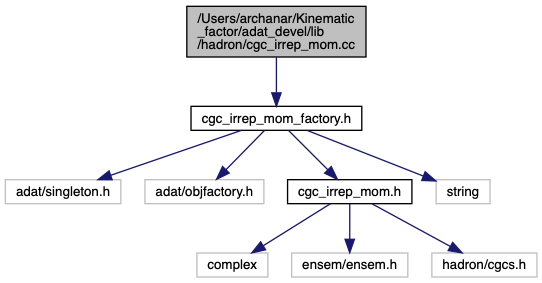 /Users/archanar/Kinematic
_factor/adat_devel/lib
/hadron/cgc_irrep_mom.cc
cgc_irrep_mom_factory.h
adat/singleton.h
adat/objfactory.h
cgc_irrep_mom.h
string
complex
ensem/ensem.h
hadron/cgcs.h